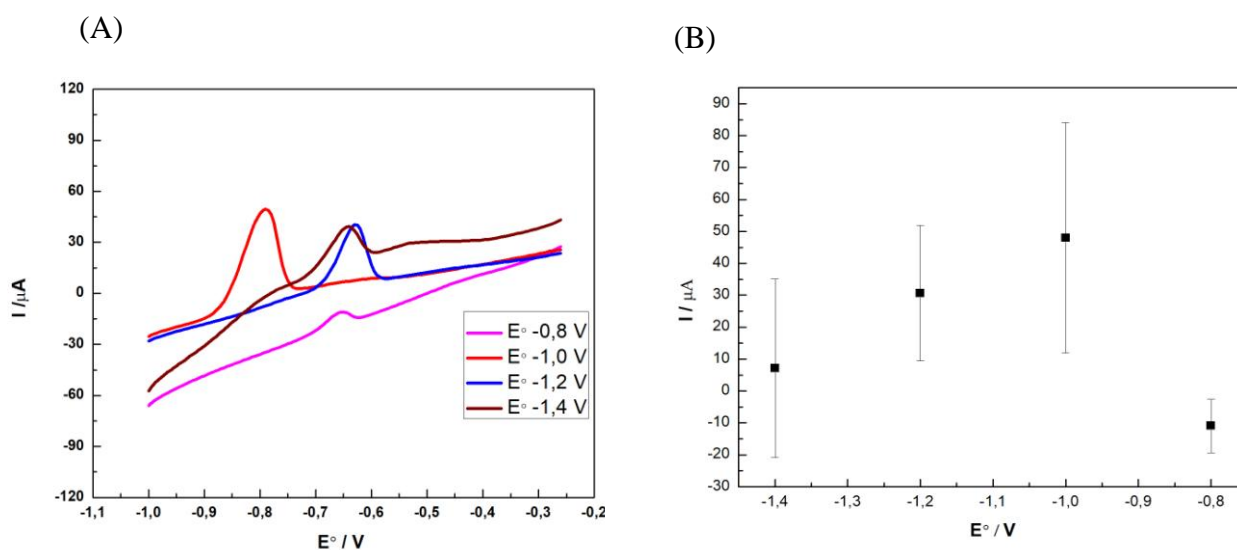 (A)
120
90
60
30
0
-30
-60
-90
-120
I /µA
-1,1 -1,0 -0,9 -0,8 -0,7 -0,6 -0,5 -0,4 -0,3 -0,2
E° / V
E° -0,8 V
E° -1,0 V
E° -1,2 V
E° -1,4 V
(B)
90
80
70
60
50
40
30
20
10
0
-10
-20
-30
I / µA
-1,4 -1,3 -1,2 -1,1 -1,0 -0,9 -0,8
E° / V